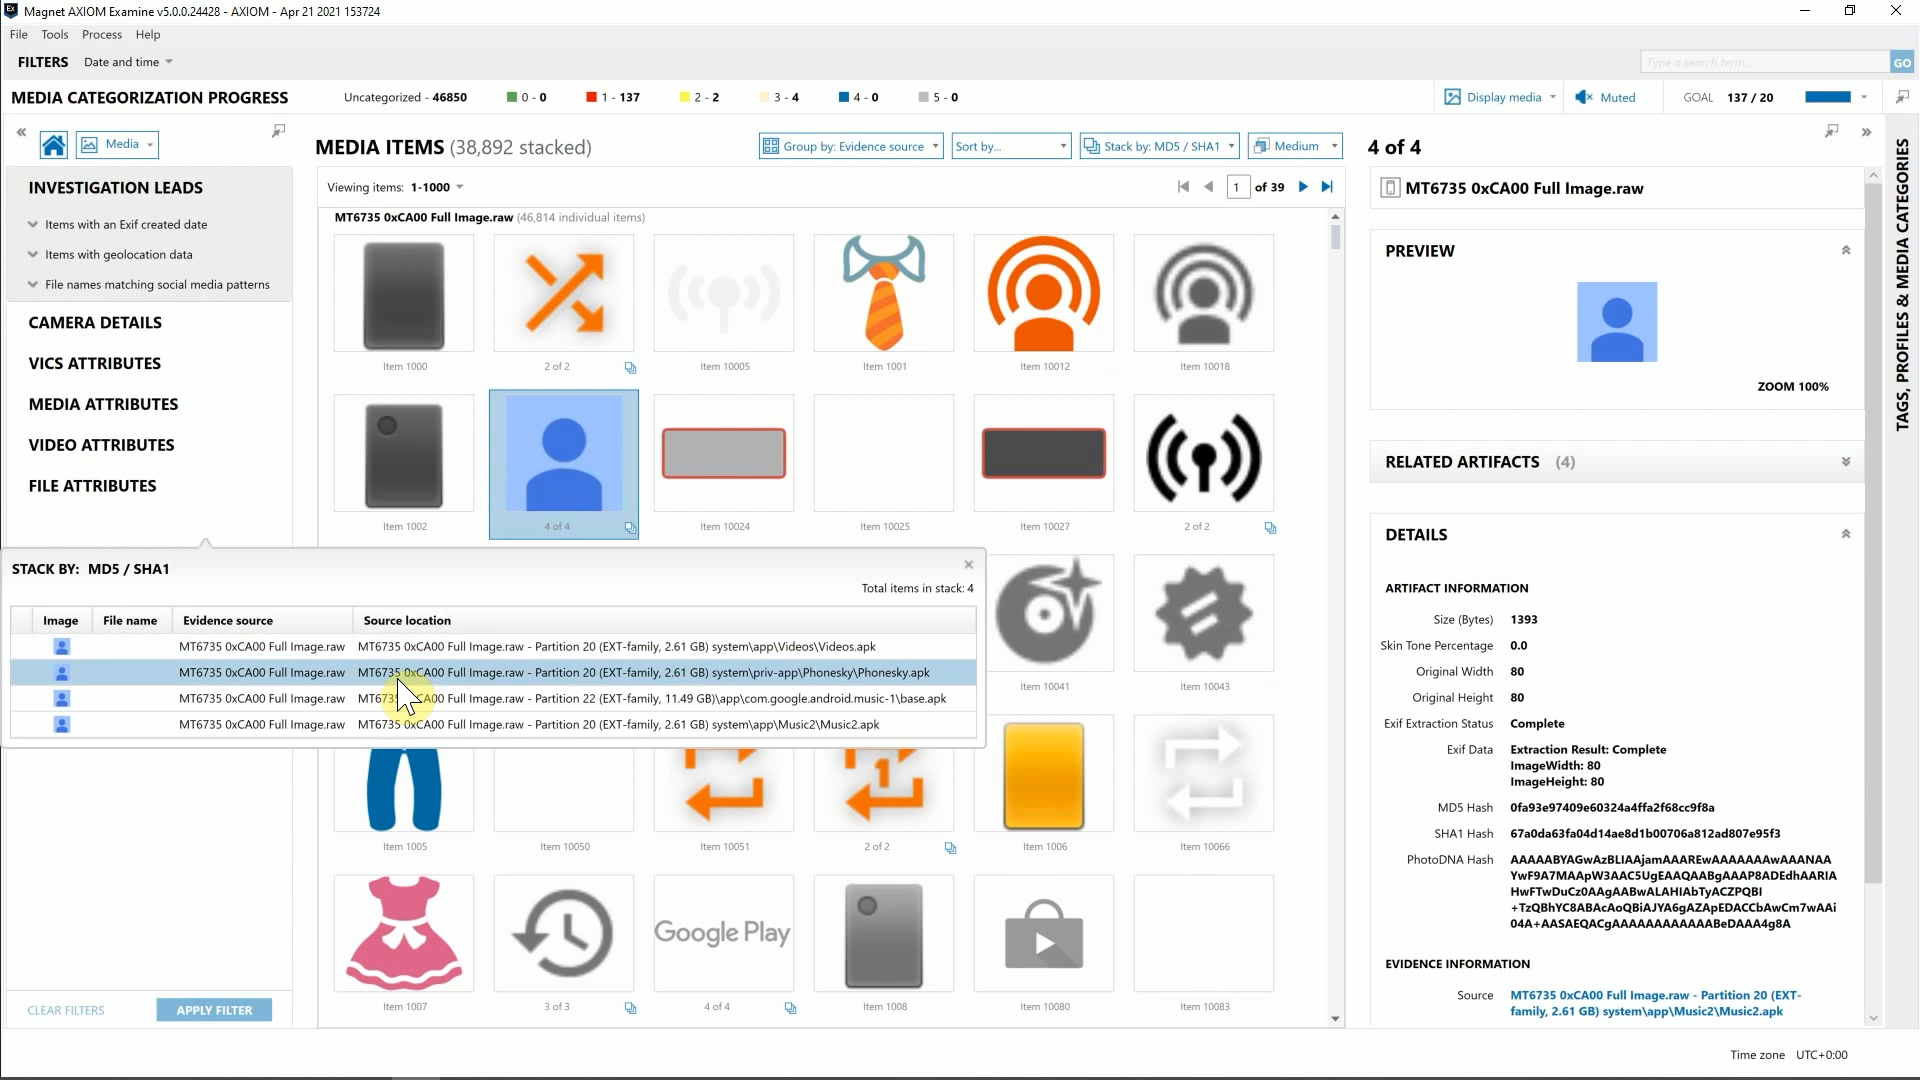 Magnet AXIOM Examine v5.0.0.24428 - AXIOM - Apr 21 2021 153724
File Tools Process Help
FILTERS Date and time
Type a search term... GO
MEDIA CATEGORIZATION PROGRESS Uncategorized - 46850 0 - 0 1 - 137 2 - 2 3 - 4 4 - 0 5 - 0 Display media Muted GOAL 137 / 20
Media
MEDIA ITEMS (38,892 stacked) Group by: Evidence source Sort by... Stack by: MD5 / SHA1 Medium
Viewing items: 1-1000 1 of 39
INVESTIGATION LEADS
Items with an Exif created date
Items with geolocation data
File names matching social media patterns
CAMERA DETAILS
VICS ATTRIBUTES
MEDIA ATTRIBUTES
VIDEO ATTRIBUTES
FILE ATTRIBUTES
MT6735 0xCA00 Full Image.raw (46,814 individual items)
Item 1000 2 of 2 Item 10005 Item 1001 Item 10012 Item 10018
Item 1002 4 of 4 Item 10024 Item 10025 Item 10027 2 of 2
STACK BY: MD5 / SHA1
Total items in stack: 4
Image File name Evidence source Source location
MT6735 0xCA00 Full Image.raw MT6735 0xCA00 Full Image.raw - Partition 20 (EXT-family, 2.61 GB) system\app\Videos\Videos.apk
MT6735 0xCA00 Full Image.raw MT6735 0xCA00 Full Image.raw - Partition 20 (EXT-family, 2.61 GB) system\priv-app\Phonesky\Phonesky.apk
MT6735 0xCA00 Full Image.raw MT6735 0xCA00 Full Image.raw - Partition 22 (EXT-family, 11.49 GB)\app\com.google.android.music-1\base.apk
MT6735 0xCA00 Full Image.raw MT6735 0xCA00 Full Image.raw - Partition 20 (EXT-family, 2.61 GB) system\app\Music2\Music2.apk
Item 10041 Item 10043
1
Item 1005 Item 10050 Item 10051 2 of 2 Item 1006 Item 10066
Google Play
Item 1007 3 of 3 4 of 4 Item 1008 Item 10080 Item 10083
CLEAR FILTERS APPLY FILTER
4 of 4
MT6735 0xCA00 Full Image.raw
PREVIEW
ZOOM 100%
RELATED ARTIFACTS (4)
DETAILS
ARTIFACT INFORMATION
Size (Bytes) 1393
Skin Tone Percentage 0.0
Original Width 80
Original Height 80
Exif Extraction Status Complete
Exif Data Extraction Result: Complete
ImageWidth: 80
ImageHeight: 80
MD5 Hash 0fa93e97409e60324a4ffa2f68cc9f8a
SHA1 Hash 67a0da63fa04d14ae8d1b00706a812ad807e95f3
PhotoDNA Hash AAAAABYAGwAzBLIAAjamAAAREwAAAAAAAwAAANAA
YwF9A7MAApW3AAC5UgEAAQAABgAAAP8ADEdhAARIA
HwFTwDuCz0AAgAABwALAHIAbTyACZPQBI
+TzQBhYC8ABAcAoQBiAJYA6gAZApEDACCbAwCm7wAAi
04A+AASAEQACgAAAAAAAAAAAABeDAAA4g8A
EVIDENCE INFORMATION
Source MT6735 0xCA00 Full Image.raw - Partition 20 (EXT-
family, 2.61 GB) system\app\Music2\Music2.apk
TAGS, PROFILES & MEDIA CATEGORIES
Time zone UTC+0:00